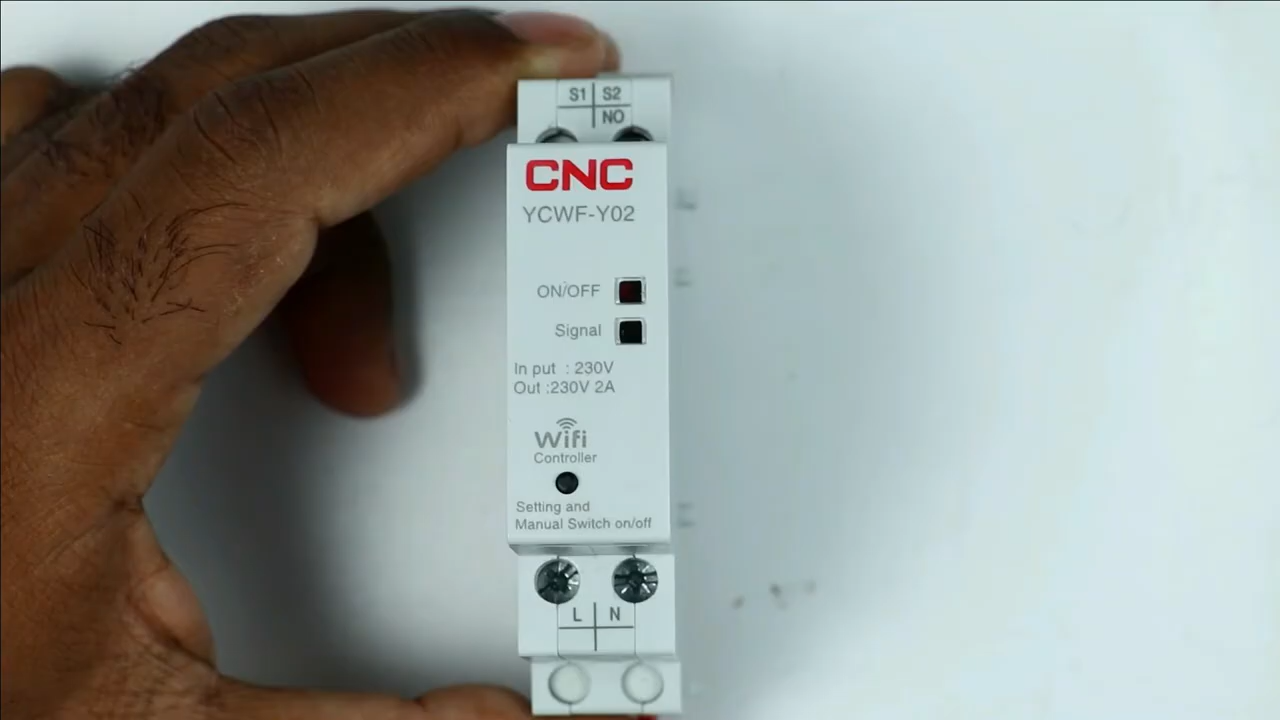 S1 S2
NO
CNC
YCWF-Y02
ON/OFF
Signal
In put : 230V
Out :230V 2A
Wifi
Controller
Setting and
Manual Switch on/off
L N